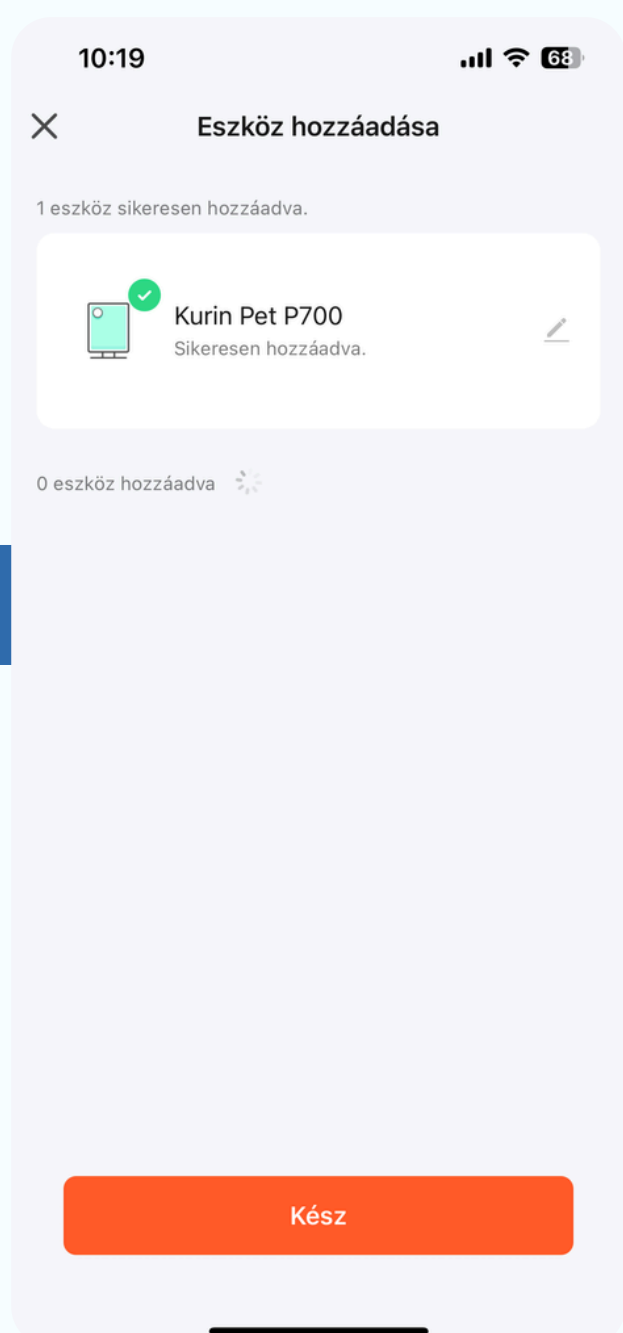 10:19
68
Eszköz hozzáadása
1 eszköz sikeresen hozzáadva.
Kurin Pet P700
Sikeresen hozzáadva.
0 eszköz hozzáadva
Kész